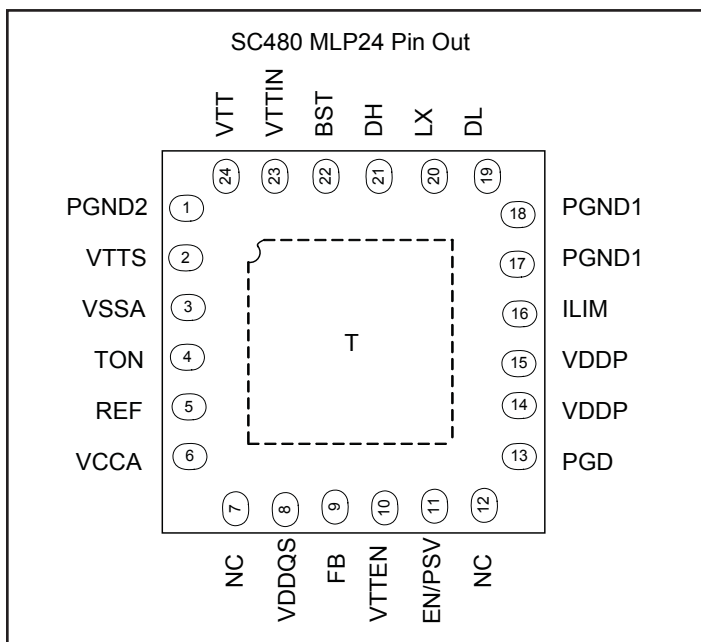 SC480 MLP24 Pin Out
VTT
VTTIN
BST
DH
LX
DL
24
23
22
21
20
19
PGND2 1
VTTS 2
VSSA 3
TON 4
REF 5
VCCA 6
T
18 PGND1
17 PGND1
16 ILIM
15 VDDP
14 VDDP
13 PGD
7
8
9
10
11
12
NC
VDDQS
FB
VTTEN
EN/PSV
NC